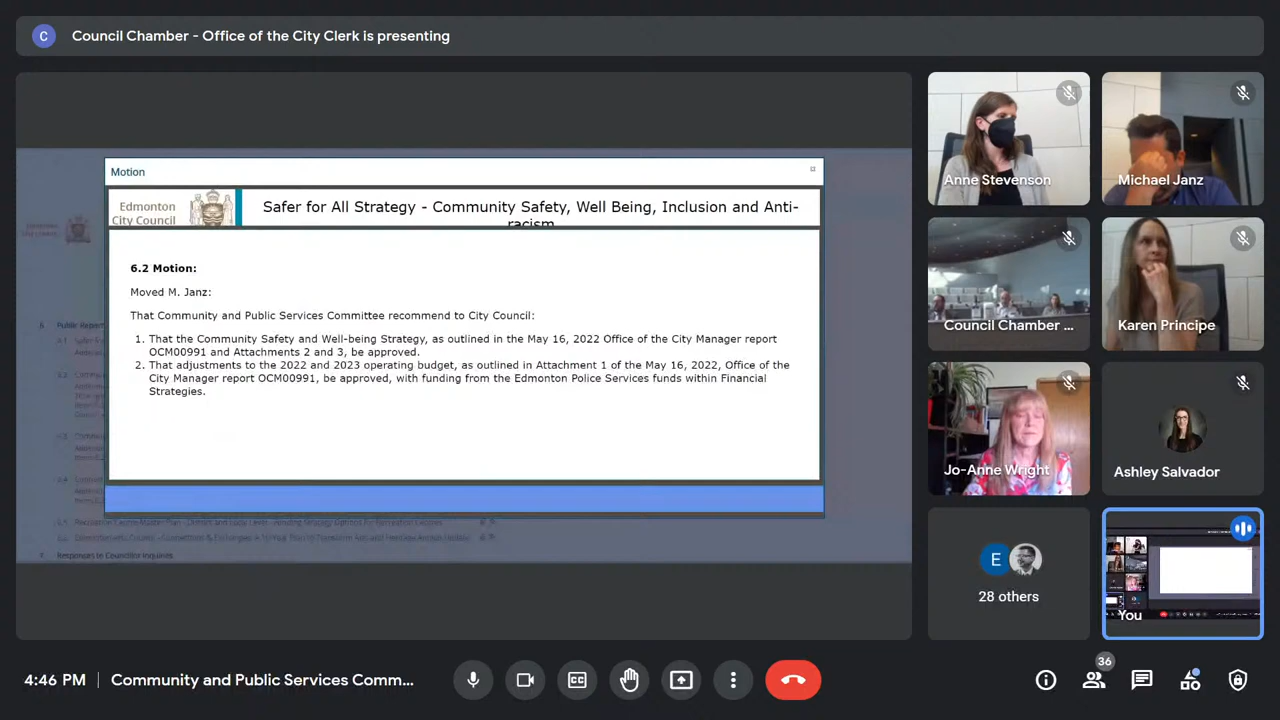 C Council Chamber - Office of the City Clerk is presenting
Motion
Edmonton
City Council
Safer for All Strategy - Community Safety, Well Being, Inclusion and Anti-
racism
6.2 Motion:
Moved M. Janz:
That Community and Public Services Committee recommend to City Council:
1. That the Community Safety and Well-being Strategy, as outlined in the May 16, 2022 Office of the City Manager report
OCM00991 and Attachments 2 and 3, be approved.
2. That adjustments to the 2022 and 2023 operating budget, as outlined in Attachment 1 of the May 16, 2022, Office of the
City Manager report OCM00991, be approved, with funding from the Edmonton Police Services funds within Financial
Strategies.
7 Responses to Councillor Inquiries
Anne Stevenson
Michael Janz
Council Chamber ...
Karen Principe
Jo-Anne Wright
Ashley Salvador
E
28 others
You
4:46 PM | Community and Public Services Comm...
36